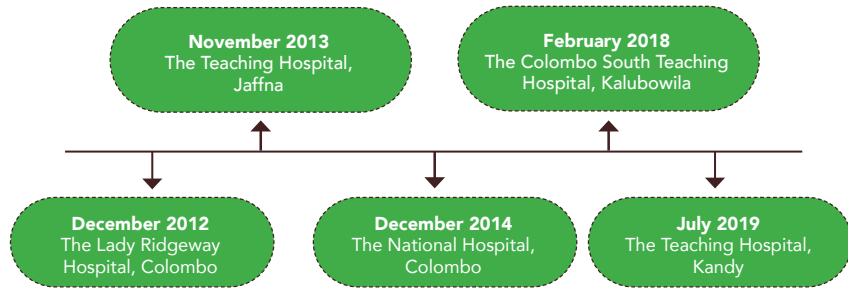 November 2013
The Teaching Hospital,
Jaffna
February 2018
The Colombo South Teaching
Hospital, Kalubowila
December 2012
The Lady Ridgeway
Hospital, Colombo
December 2014
The National Hospital,
Colombo
July 2019
The Teaching Hospital,
Kandy